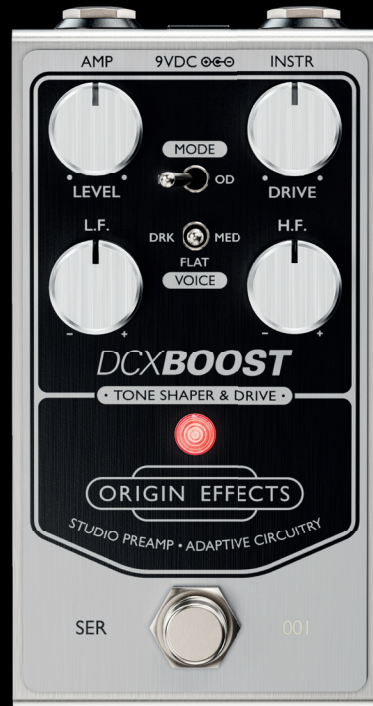 AMP 9VDC INSTR
MODE
OD
LEVEL DRIVE
L.F. H.F.
DRK MED
FLAT
VOICE
- + - +
DCXBOOST
• TONE SHAPER & DRIVE •
ORIGIN EFFECTS
STUDIO PREAMP • ADAPTIVE CIRCUITRY
SER 001